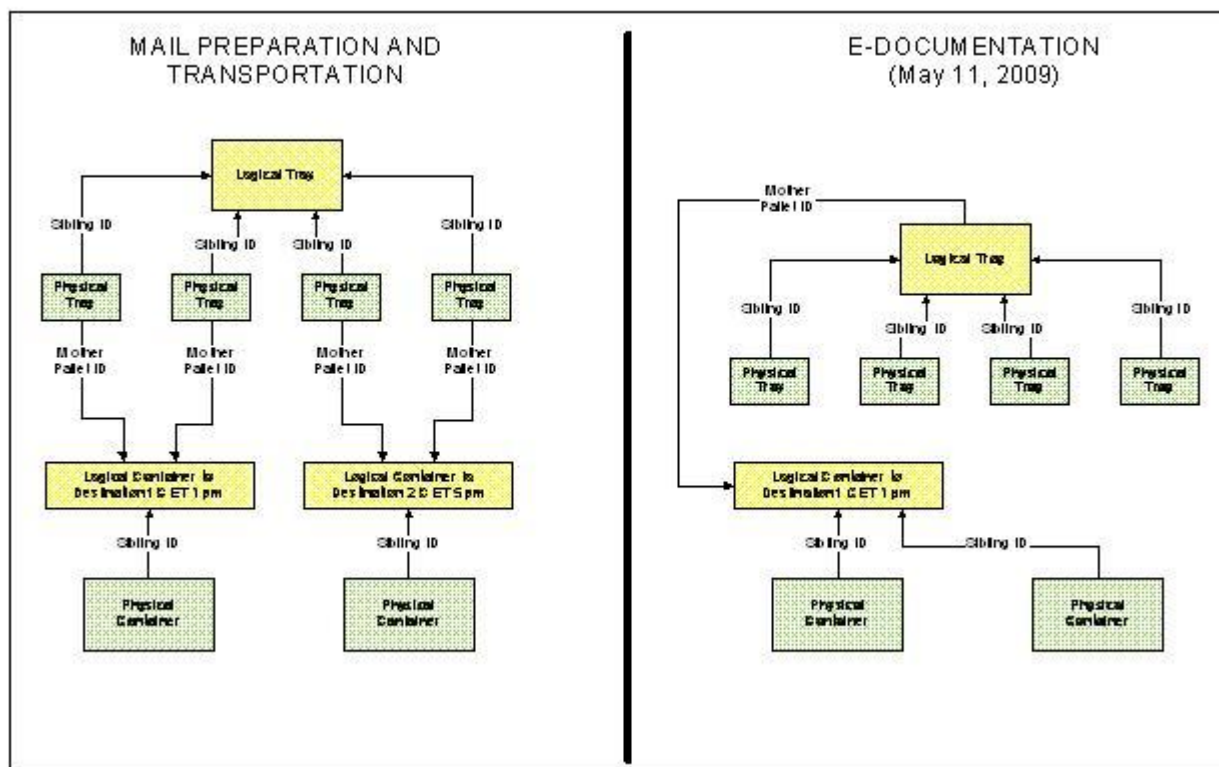 MAIL PREPARATION AND
TRANSPORTATION
Logical Tray
Sibling ID
Sibling ID
Sibling ID
Sibling ID
Physical
Tray
Physical
Tray
Physical
Tray
Physical
Tray
Mother
Pallet ID
Mother
Pallet ID
Mother
Pallet ID
Mother
Pallet ID
Logical Container to
Destination 1 CET 1 pm
Logical Container to
Destination 2 CET 5 pm
Sibling ID
Sibling ID
Physical
Container
Physical
Container
E-DOCUMENTATION
(May 11, 2009)
Mother
Pallet ID
Logical Tray
Sibling ID
Sibling ID
Sibling ID
Sibling ID
Physical
Tray
Physical
Tray
Physical
Tray
Physical
Tray
Logical Container to
Destination 1 CET 1 pm
Sibling ID
Sibling ID
Physical
Container
Physical
Container